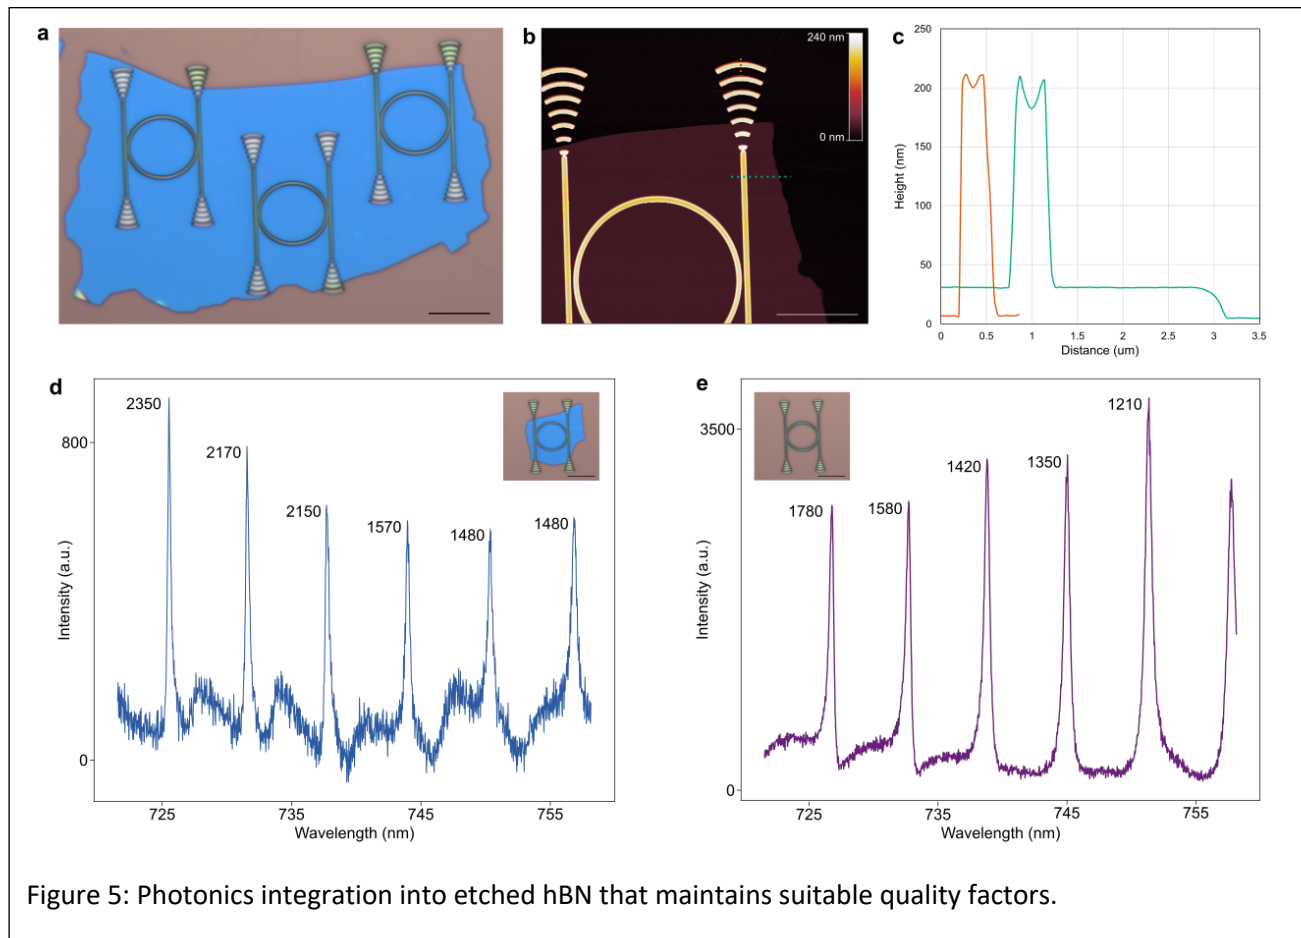 a
b
240 nm
0 nm
c
250
200
150
100
50
0
Height (nm)
0 0.5 1 1.5 2 2.5 3 3.5
Distance (um)
d
2350
2170
2150
1570
1480
1480
800
0
Intensity (a.u.)
725 735 745 755
Wavelength (nm)
e
1780
1580
1420
1350
1210
3500
0
Intensity (a.u.)
725 735 745 755
Wavelength (nm)
Figure 5: Photonics integration into etched hBN that maintains suitable quality factors.